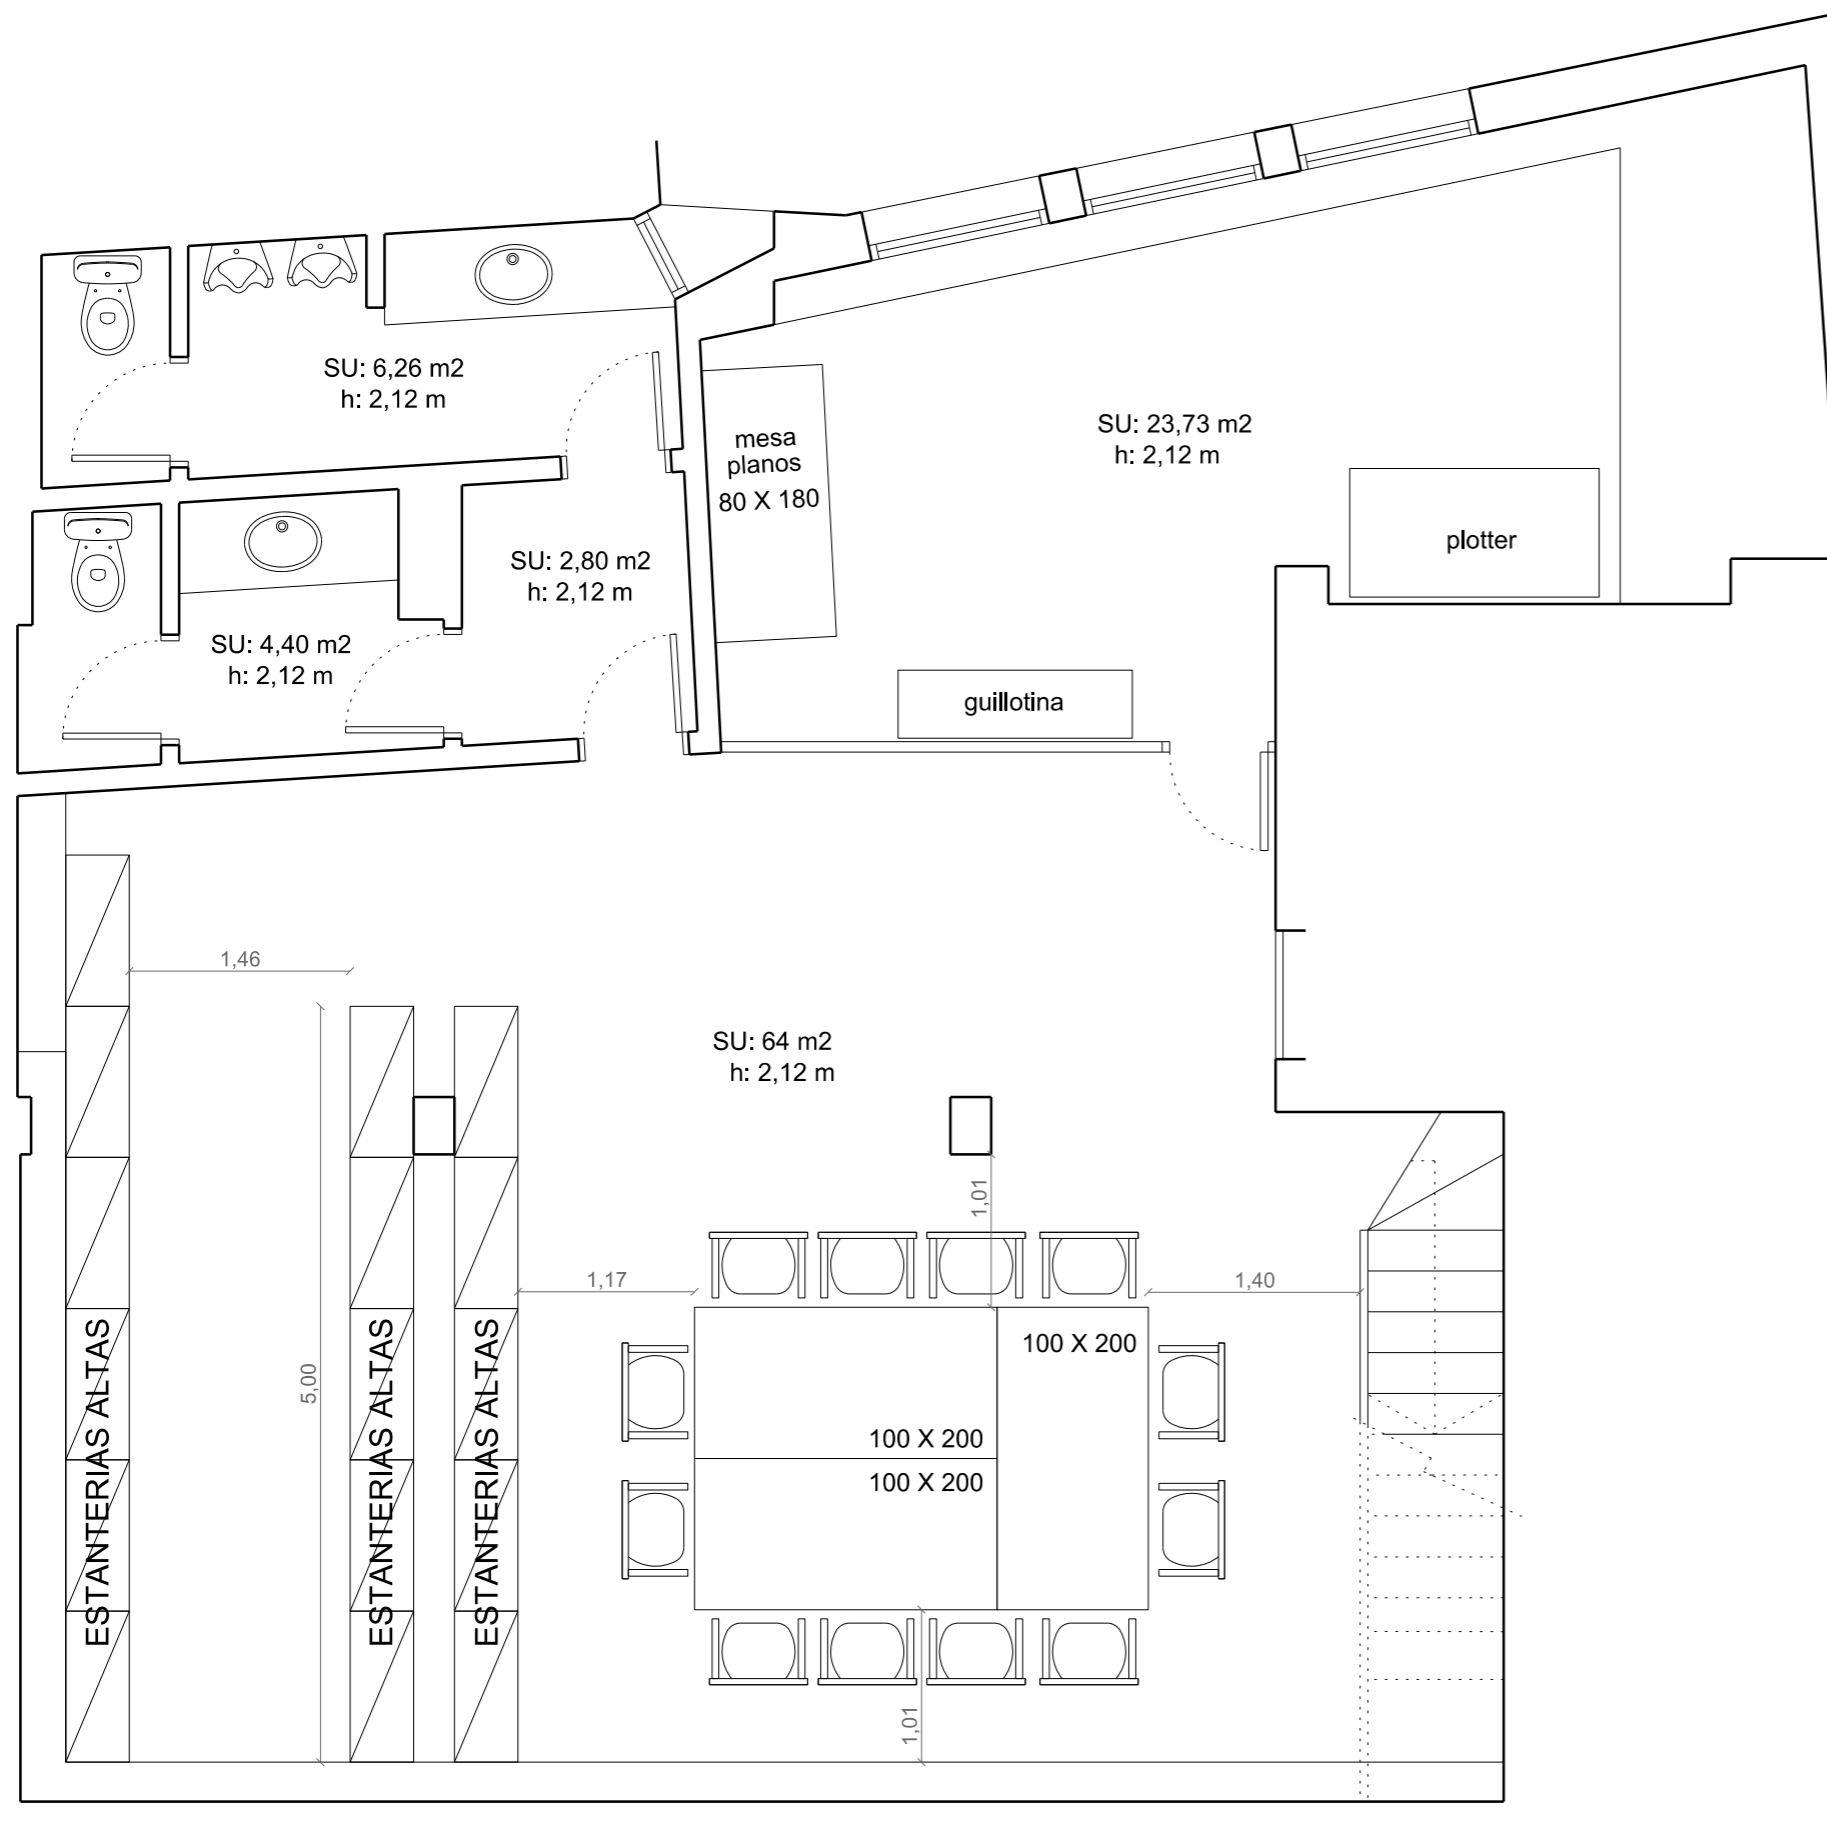 SU: 6,26 m2
h: 2,12 m
SU: 23,73 m2
h: 2,12 m
mesa
planos
80 X 180
plotter
SU: 2,80 m2
h: 2,12 m
SU: 4,40 m2
h: 2,12 m
guillotina
1,46
SU: 64 m2
h: 2,12 m
1,01
1,17
1,40
5,00
ESTANTERIAS ALTAS
ESTANTERIAS ALTAS
ESTANTERIAS ALTAS
100 X 200
100 X 200
100 X 200
1,01